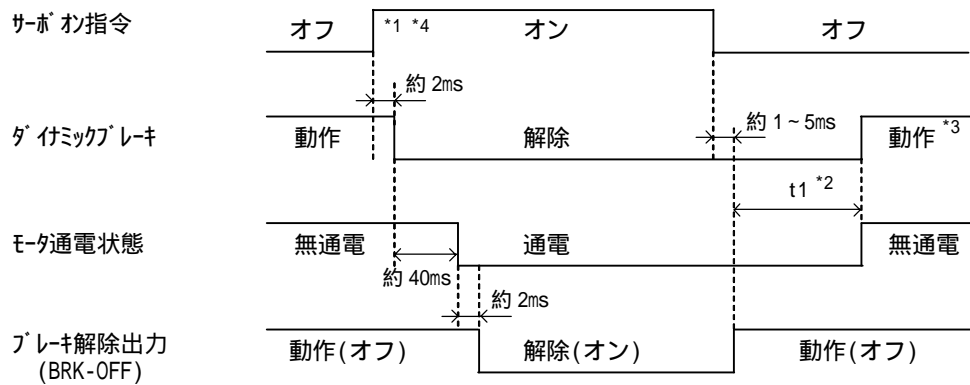 サーボオン指令 オフ *1 *4 オン オフ
約 2ms
ダイナミックブレーキ 動作 解除 約 1~5ms 動作 *3
t1 *2
モータ通電状態 無通電 通電 無通電
約 40ms
約 2ms
ブレーキ解除出力 動作(オフ) 解除(オン) 動作(オフ)
(BRK-OFF)